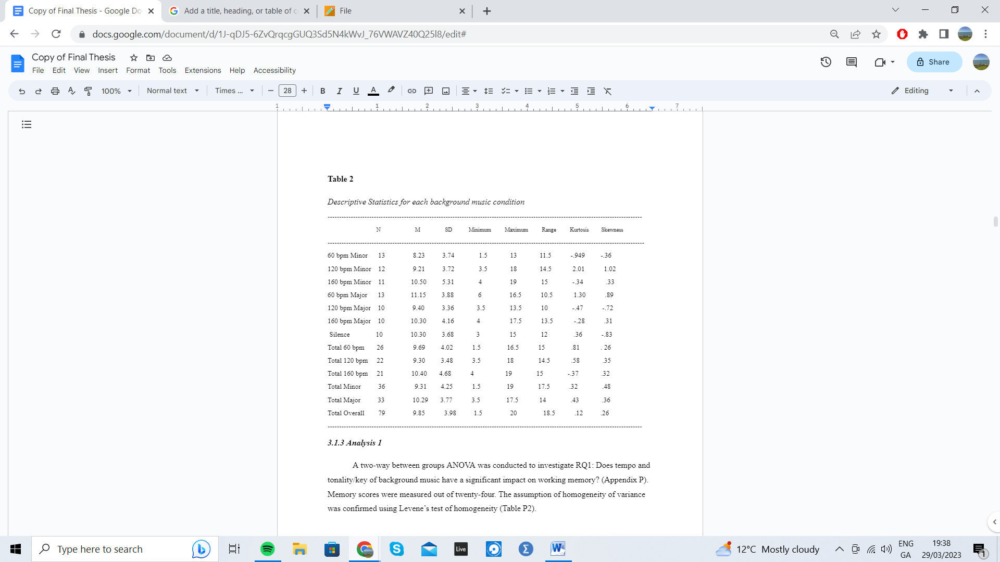 Copy of Final Thesis - Google Do
Add a title, heading, or table of c
File
docs.google.com/document/d/1J-qDJ5-6ZvQrqcgGUQ3Sd5N4kWvJ_76VWAVZ40Q25l8/edit#
Copy of Final Thesis
File Edit View Insert Format Tools Extensions Help Accessibility
Share
100% Normal text Times ... 28 B I U A Editing
1 1 2 3 4 5 6 7
Table 2
Descriptive Statistics for each background music condition
N M SD Minimum Maximum Range Kurtosis Skewness
60 bpm Minor 13 8.23 3.74 1.5 13 11.5 -.949 -.36
120 bpm Minor 12 9.21 3.72 3.5 18 14.5 2.01 1.02
160 bpm Minor 11 10.50 5.31 4 19 15 -.34 .33
60 bpm Major 13 11.15 3.88 6 16.5 10.5 1.30 .89
120 bpm Major 10 9.40 3.36 3.5 13.5 10 -.47 -.72
160 bpm Major 10 10.30 4.16 4 17.5 13.5 -.28 .31
Silence 10 10.30 3.68 3 15 12 .36 -.83
Total 60 bpm 26 9.69 4.02 1.5 16.5 15 .81 . 26
Total 120 bpm 22 9.30 3.48 3.5 18 14.5 .58 .35
Total 160 bpm 21 10.40 4.68 4 19 15 -.37 .32
Total Minor 36 9.31 4.25 1.5 19 17.5 .32 .48
Total Major 33 10.29 3.77 3.5 17.5 14 .43 .36
Total Overall 79 9.85 3.98 1.5 20 18.5 .12 .26
3.1.3 Analysis 1
A two-way between groups ANOVA was conducted to investigate RQ1: Does tempo and
tonality/key of background music have a significant impact on working memory? (Appendix P).
Memory scores were measured out of twenty-four. The assumption of homogeneity of variance
was confirmed using Levene’s test of homogeneity (Table P2).
Type here to search
Live
12°C Mostly cloudy
ENG
GA
19:38
29/03/2023
1